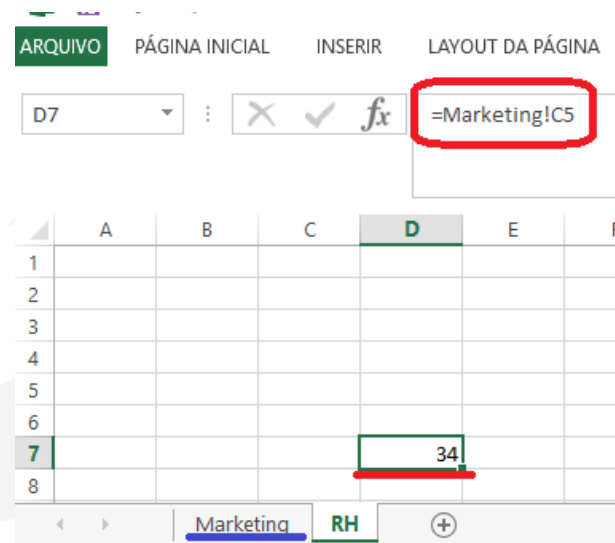 ARQUIVO PÁGINA INICIAL INSERIR LAYOUT DA PÁGINA
D7 fx =Marketing!C5
A B C D E
1
2
3
4
5
6
7 34
8
Marketing RH